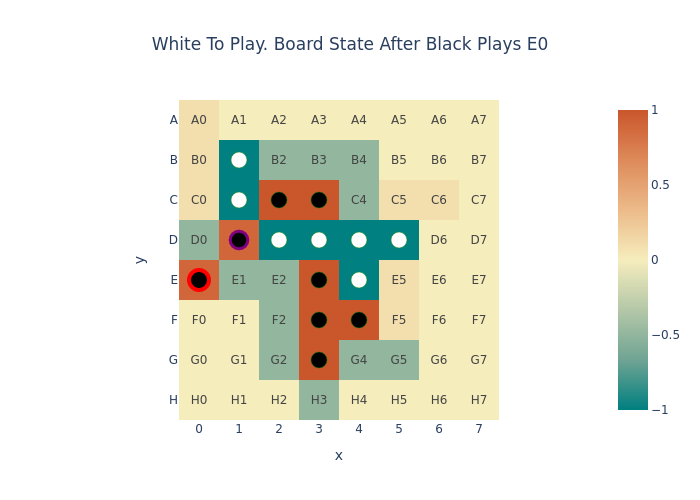 White To Play. Board State After Black Plays E0
A A0 A1 A2 A3 A4 A5 A6 A7
B B0 B2 B3 B4 B5 B6 B7
C C0 C4 C5 C6 C7
D D0 D6 D7
E E1 E2 E5 E6 E7
F F0 F1 F2 F5 F6 F7
G G0 G1 G2 G4 G5 G6 G7
H H0 H1 H2 H3 H4 H5 H6 H7
0 1 2 3 4 5 6 7
x
y
1
0.5
0
−0.5
−1